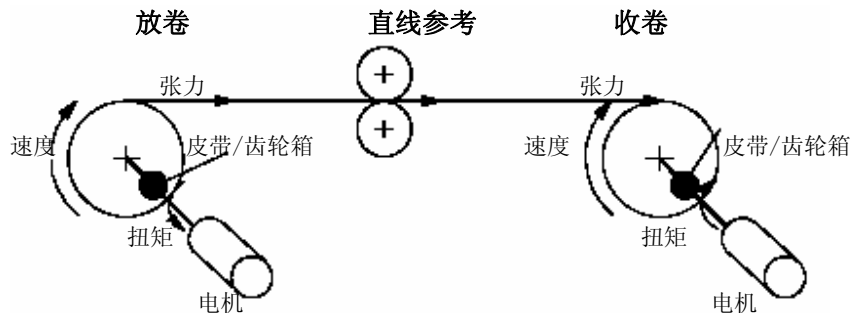 放卷 直线参考 收卷
张力 张力
速度 皮带/齿轮箱 速度 皮带/齿轮箱
扭矩 扭矩
电机 电机